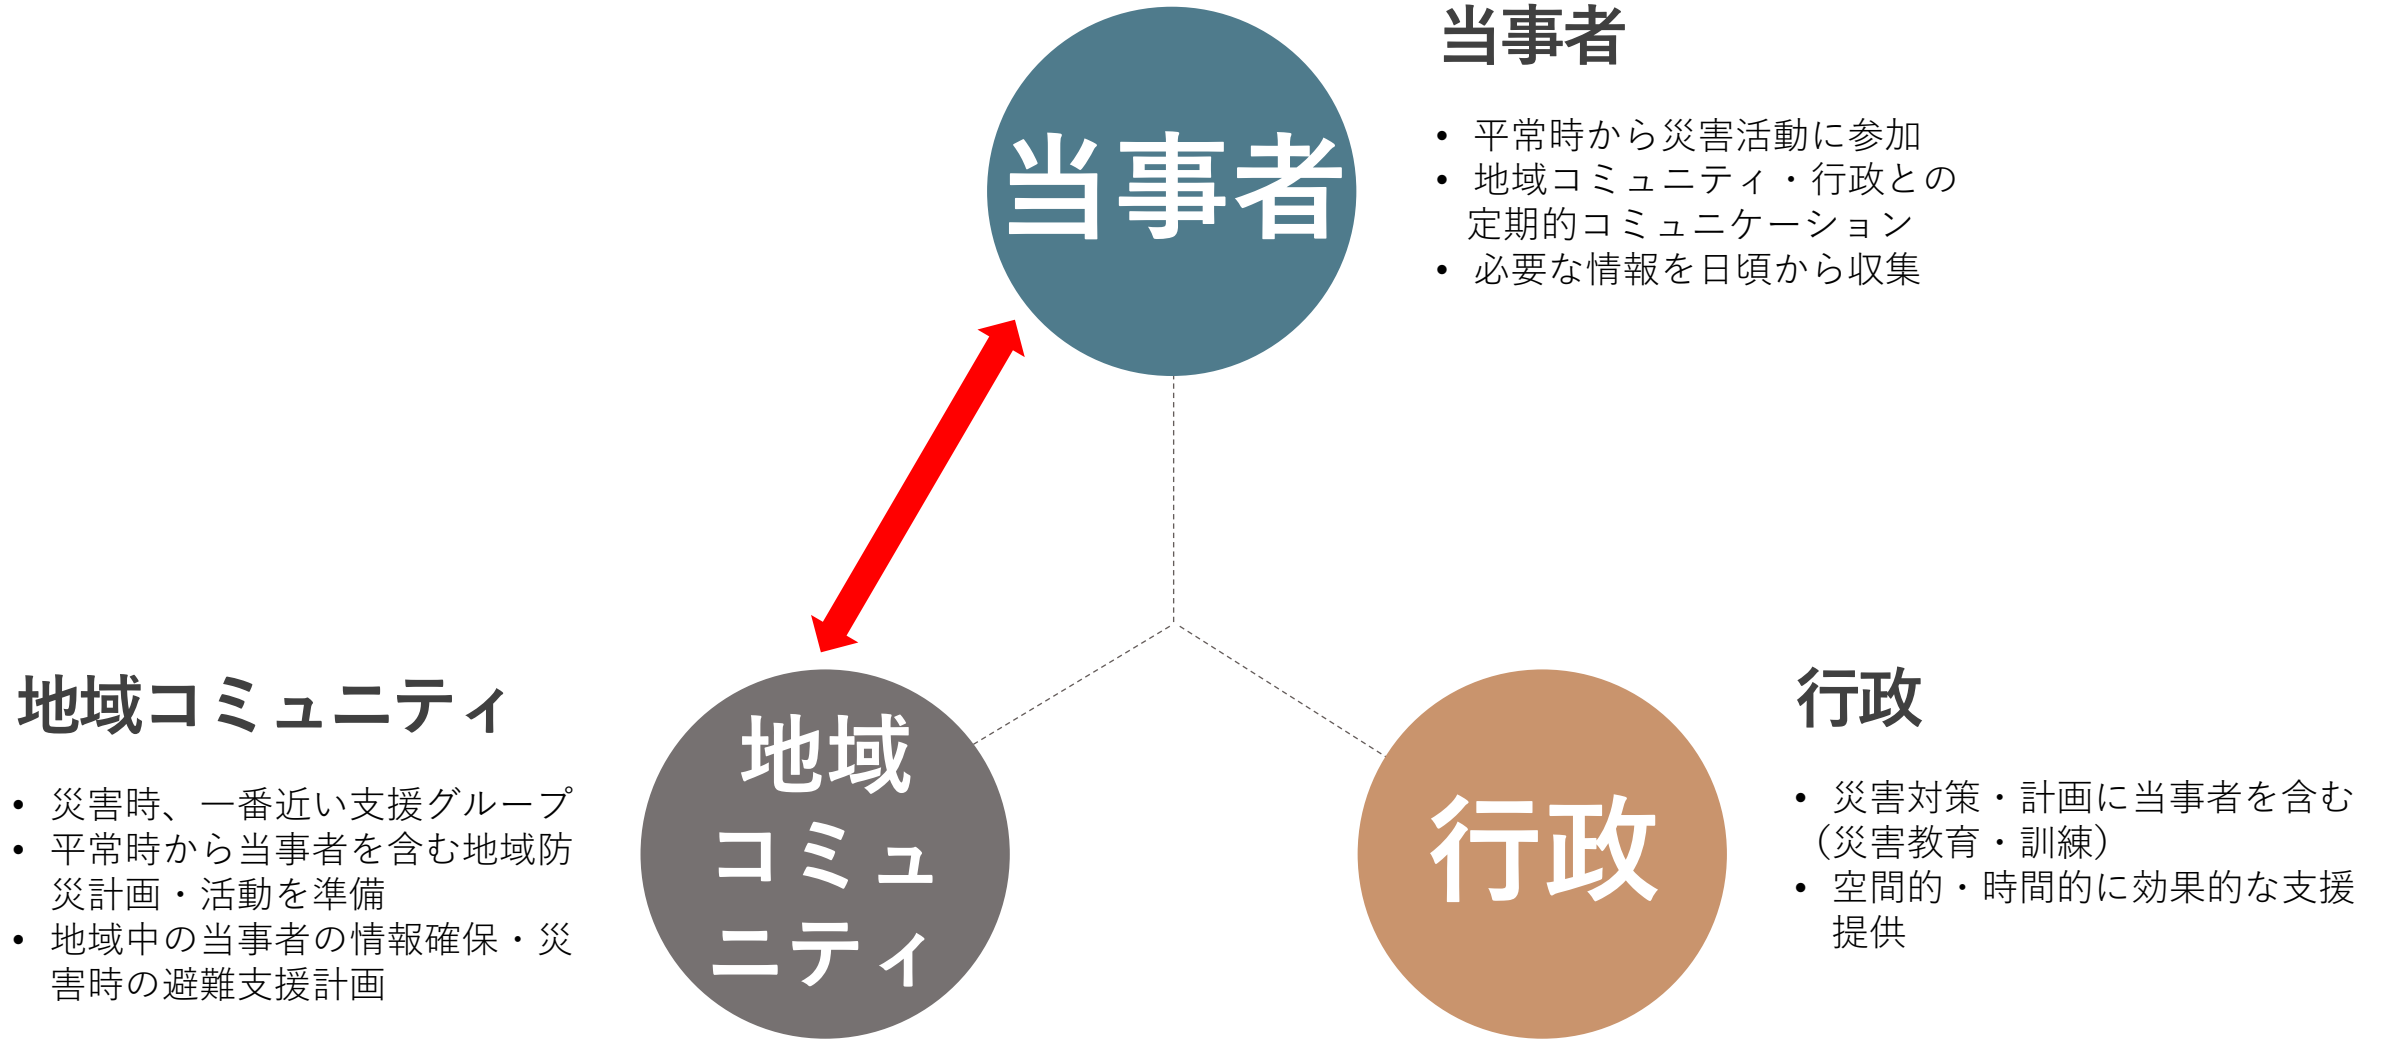 当事者
当事者
• 平常時から災害活動に参加
• 地域コミュニティ・行政との
定期的コミュニケーション
• 必要な情報を日頃から収集
地域コミュニティ
• 災害時、一番近い支援グループ
• 平常時から当事者を含む地域防
災計画・活動を準備
• 地域中の当事者の情報確保・災
害時の避難支援計画
地域
コミュ
ニティ
行政
行政
• 災害対策・計画に当事者を含む
（災害教育・訓練）
• 空間的・時間的に効果的な支援
提供